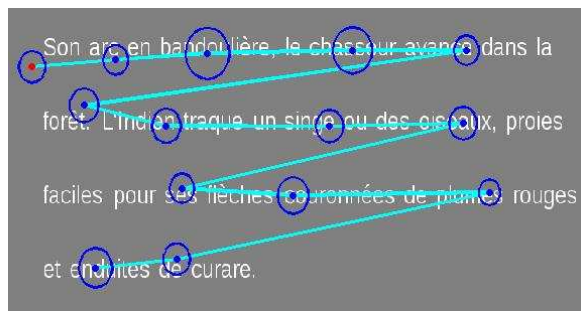 Son arc en bandoulière, le chasseur avance dans la
forêt. L'Indien traque un singe ou des oiseaux, proies
faciles pour ses flèches couronnées de plumes rouges
et enduites de curare.